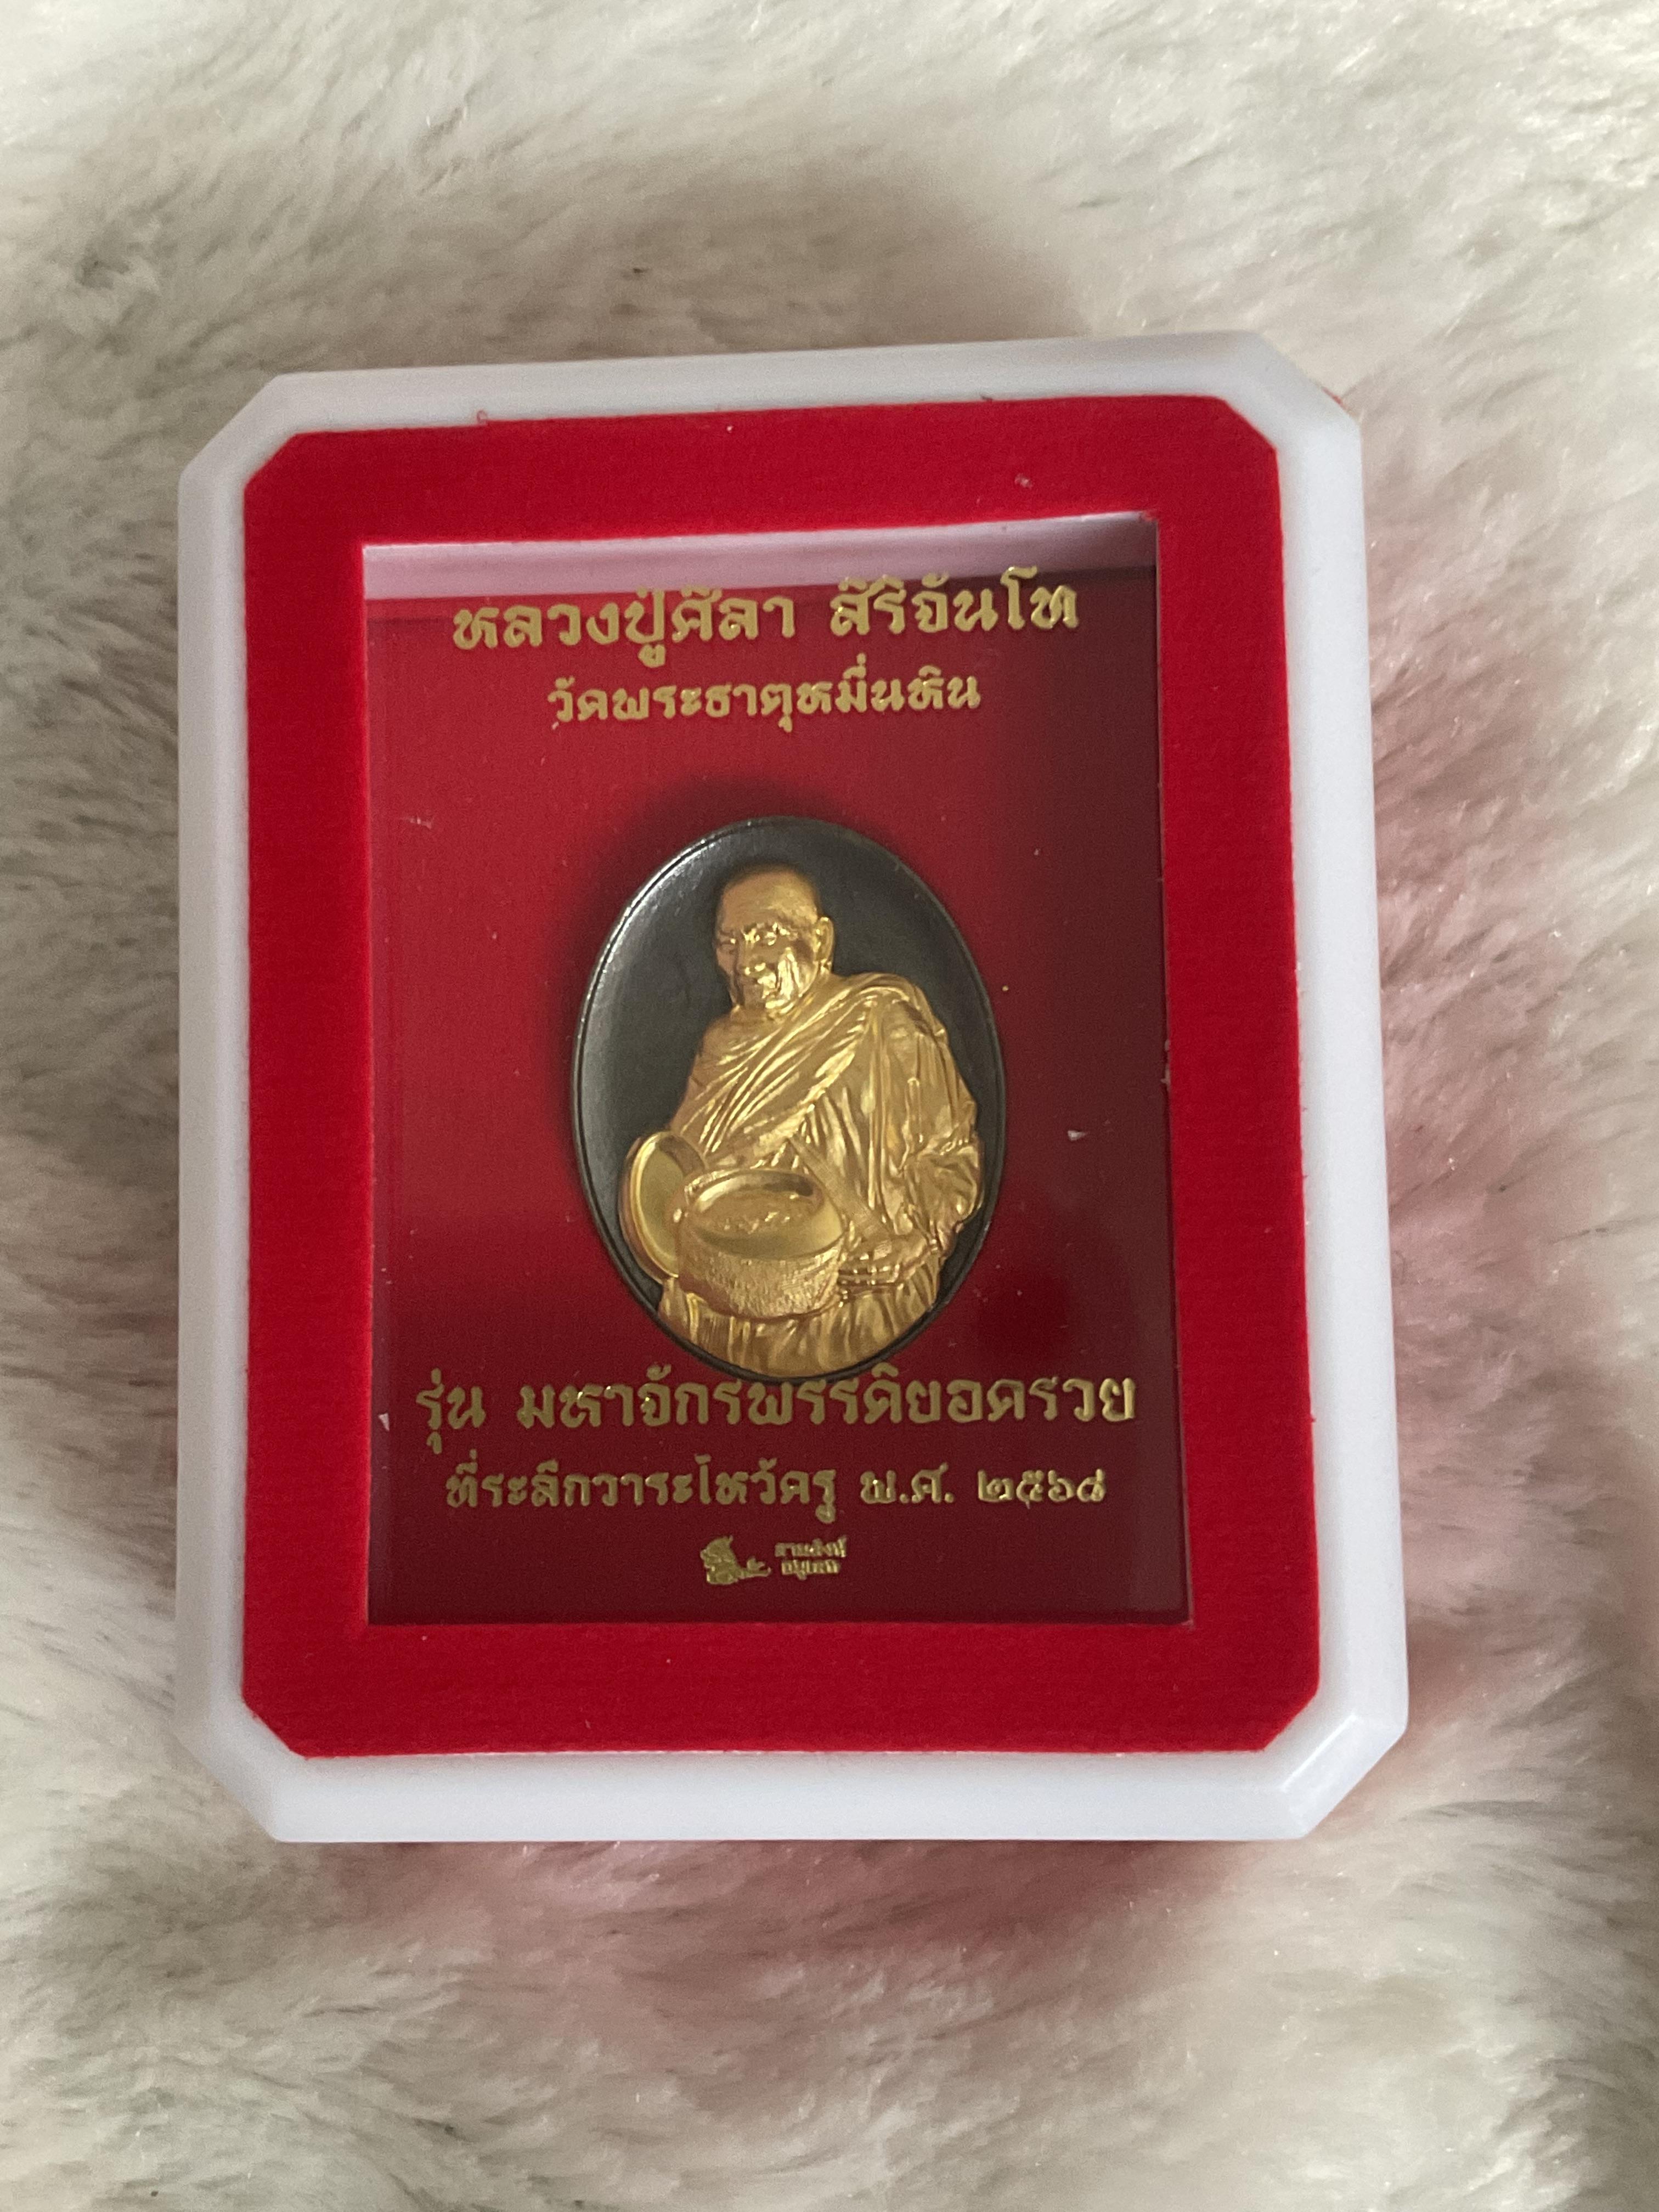 หลวงปู่ศิลา สิริจันโท
วัดพระธาตุหมื่นหิน
รุ่น มหาจักรพรรดิยอดรวย
ที่ระลึกวาระไหว้ครู พ.ศ. ๒๕๖๘